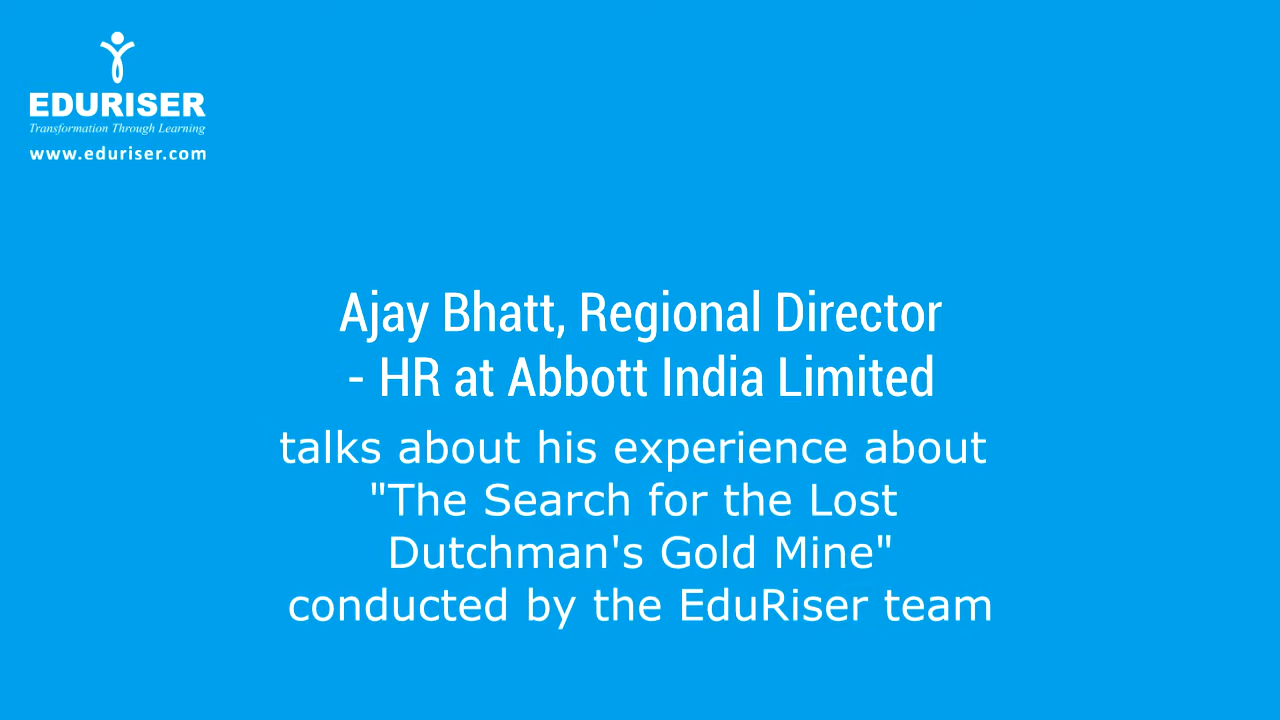 EDURISER
Transformation Through Learning
www.eduriser.com
Ajay Bhatt, Regional Director
- HR at Abbott India Limited
talks about his experience about
"The Search for the Lost
Dutchman's Gold Mine"
conducted by the EduRiser team